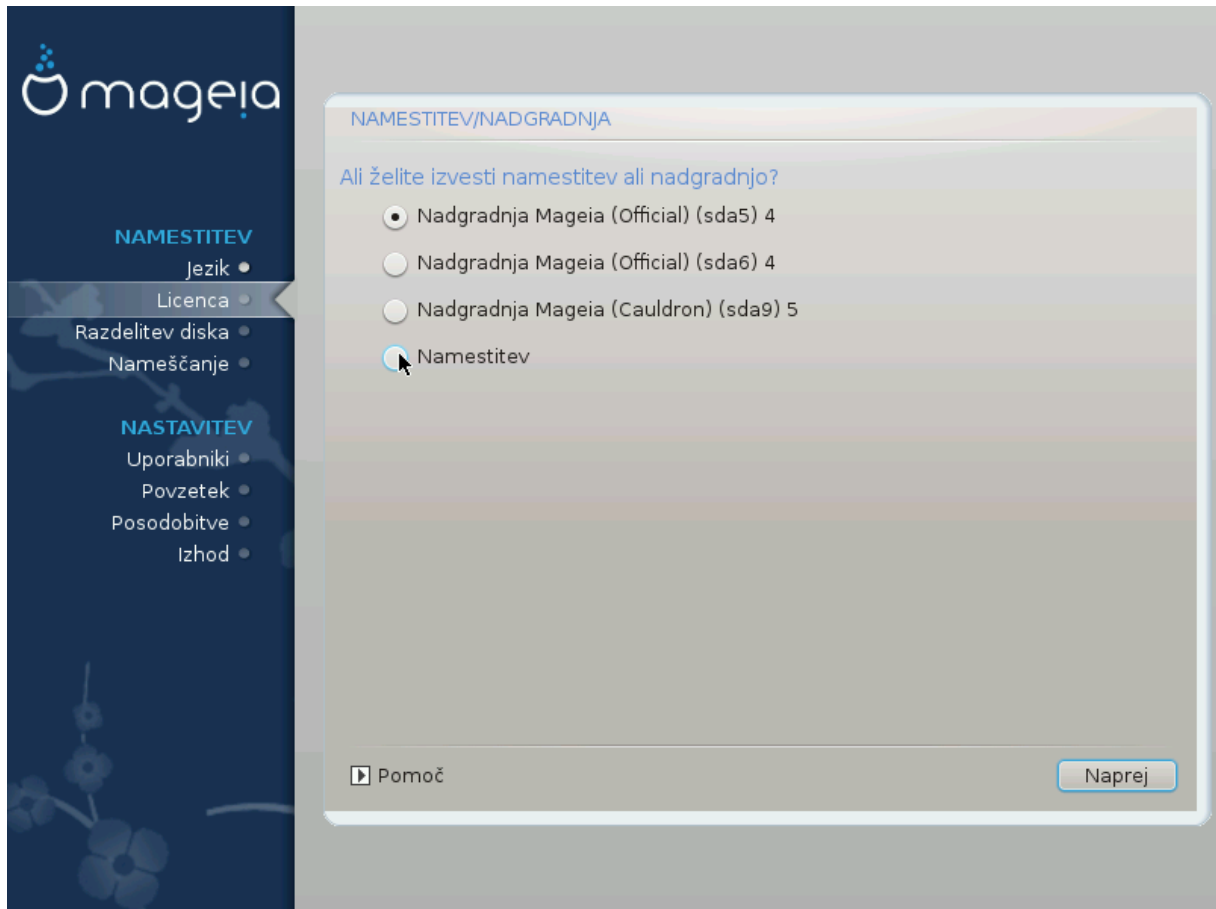 mageia
NAMESTITEV
Jezik
Licenca
Razdelitev diska
Nameščanje
NASTAVITEV
Uporabniki
Povzetek
Posodobitve
Izhod
NAMESTITEV/NADGRADNJA
Ali želite izvesti namestitev ali nadgradnjo?
Nadgradnja Mageia (Official) (sda5) 4
Nadgradnja Mageia (Official) (sda6) 4
Nadgradnja Mageia (Cauldron) (sda9) 5
Namestitev
Pomoč
Naprej